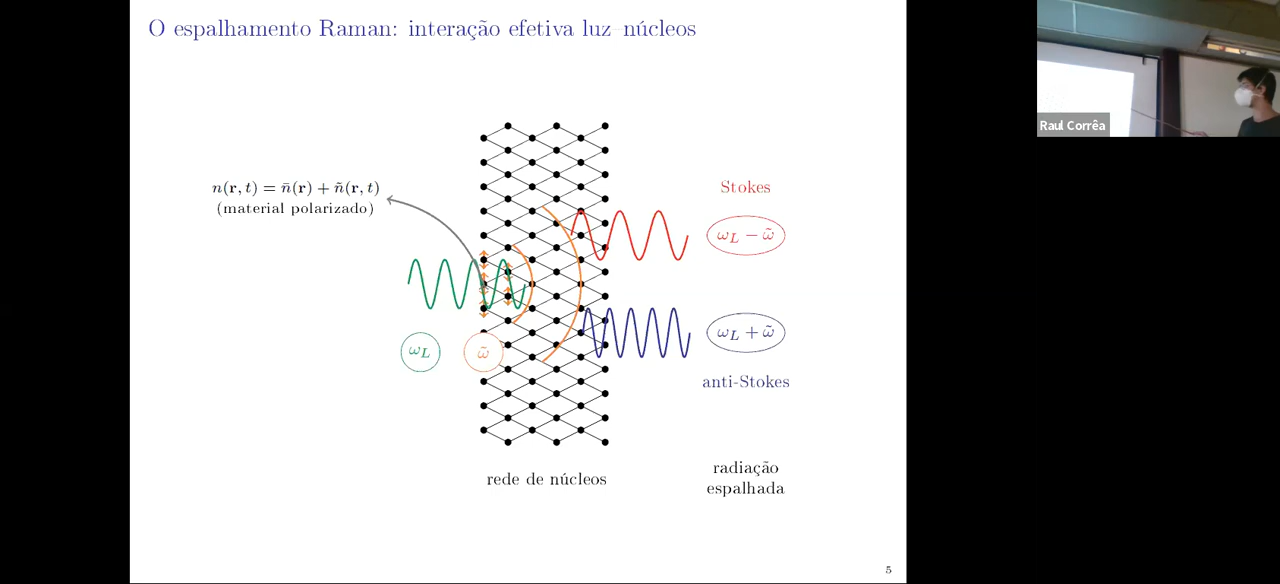 O espalhamento Raman: interação efetiva luz–núcleos
Raul Corrêa
n(r, t) = n̄(r) + ñ(r, t)
(material polarizado)
Stokes
ω_L − ω̃
ω_L + ω̃
ω_L
ω̃
anti-Stokes
rede de núcleos
radiação
espalhada
5